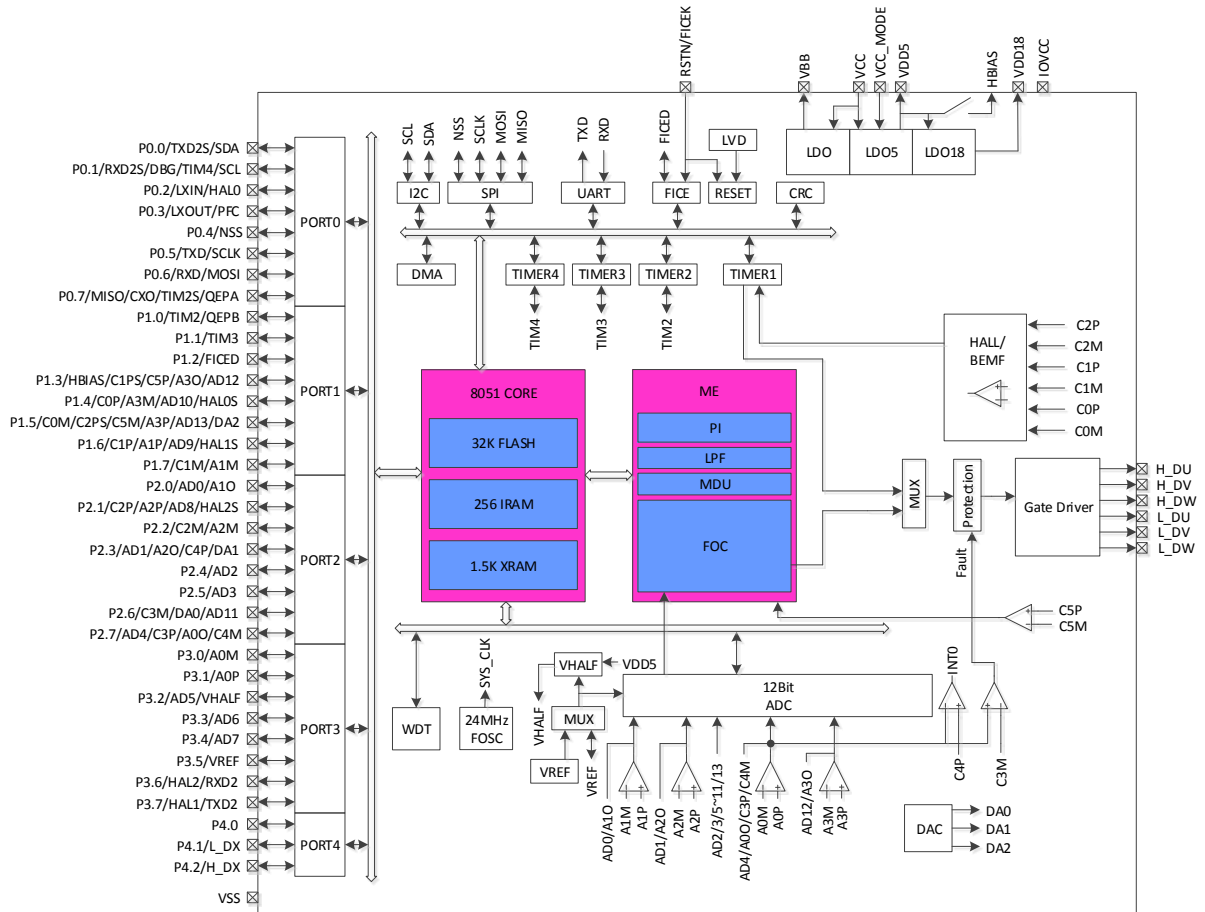 RSTN/FICEK
VBB
VCC
VCC_MODE
VDD5
HBIAS
VDD18
IOVCC
P0.0/TXD2S/SDA
P0.1/RXD2S/DBG/TIM4/SCL
P0.2/LXIN/HAL0
P0.3/LXOUT/PFC
P0.4/NSS
P0.5/TXD/SCLK
P0.6/RXD/MOSI
P0.7/MISO/CXO/TIM2S/QEPA
P1.0/TIM2/QEPB
P1.1/TIM3
P1.2/FICED
P1.3/HBIAS/C1PS/C5P/A3O/AD12
P1.4/C0P/A3M/AD10/HAL0S
P1.5/C0M/C2PS/C5M/A3P/AD13/DA2
P1.6/C1P/A1P/AD9/HAL1S
P1.7/C1M/A1M
P2.0/AD0/A1O
P2.1/C2P/A2P/AD8/HAL2S
P2.2/C2M/A2M
P2.3/AD1/A2O/C4P/DA1
P2.4/AD2
P2.5/AD3
P2.6/C3M/DA0/AD11
P2.7/AD4/C3P/A0O/C4M
P3.0/A0M
P3.1/A0P
P3.2/AD5/VHALF
P3.3/AD6
P3.4/AD7
P3.5/VREF
P3.6/HAL2/RXD2
P3.7/HAL1/TXD2
P4.0
P4.1/L_DX
P4.2/H_DX
VSS
PORT0
PORT1
PORT2
PORT3
PORT4
SCL
SDA
NSS
SCLK
MOSI
MISO
TXD
RXD
FICED
LVD
I2C
SPI
UART
FICE
RESET
CRC
LDO
LDO5
LDO18
DMA
TIMER4
TIMER3
TIMER2
TIMER1
TIM4
TIM3
TIM2
HALL/
BEMF
C2P
C2M
C1P
C1M
C0P
C0M
8051 CORE
32K FLASH
256 IRAM
1.5K XRAM
ME
PI
LPF
MDU
FOC
MUX
Protection
Fault
Gate Driver
H_DU
H_DV
H_DW
L_DU
L_DV
L_DW
C5P
C5M
WDT
SYS_CLK
24MHz
FOSC
VHALF
VDD5
VHALF
MUX
VREF
VREF
12Bit
ADC
INT0
C4P
C3M
AD0/A1O
A1M
A1P
AD1/A2O
A2M
A2P
AD2/3/5~11/13
AD4/A0O/C3P/C4M
A0M
A0P
AD12/A3O
A3M
A3P
DAC
DA0
DA1
DA2